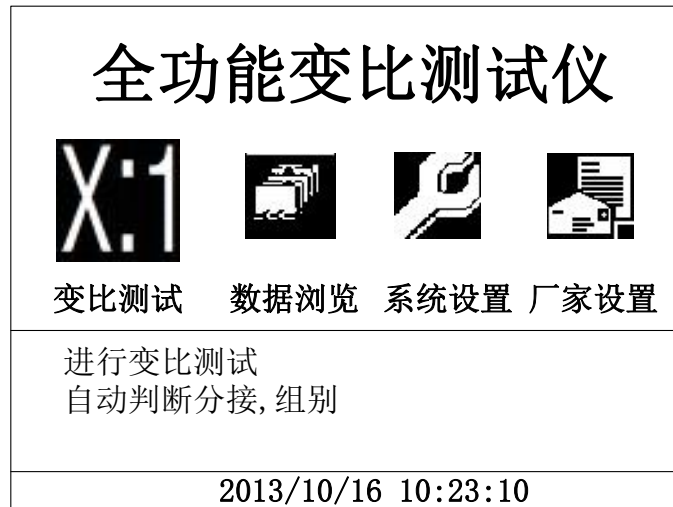 全功能变比测试仪
X:1
变比测试 数据浏览 系统设置 厂家设置
进行变比测试
自动判断分接,组别
2013/10/16 10:23:10